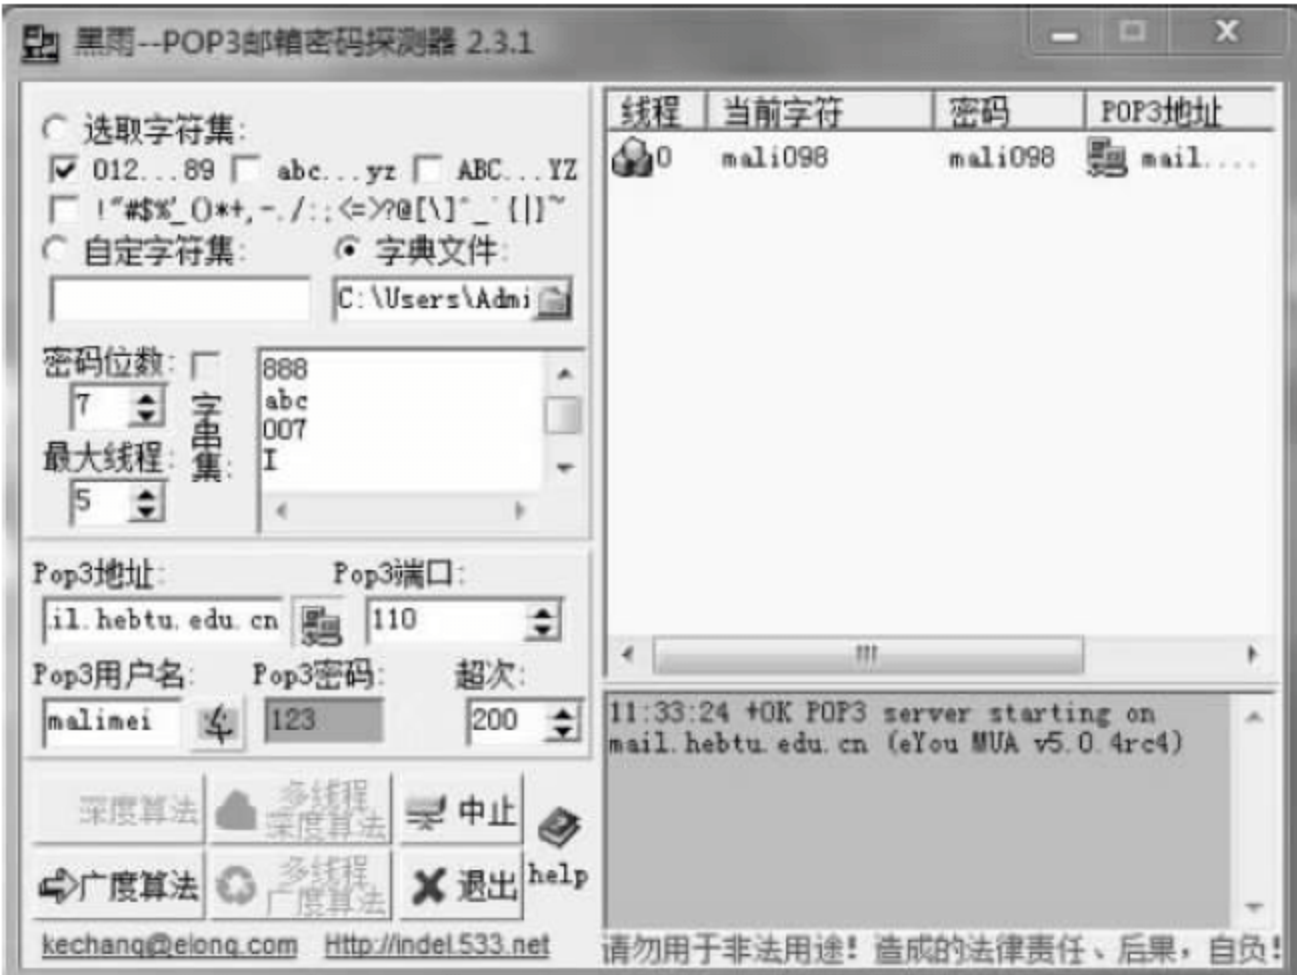 黑雨--POP3邮箱密码探测器 2.3.1
选取字符集:
012...89 abc...yz ABC...YZ
!"#$%'_()*+,-./:;<=>?@[\]^_`{|}~
自定字符集: 字典文件:
C:\Users\Admi
密码位数:
7
字串集:
888
abc
007
I
最大线程:
5
Pop3地址: Pop3端口:
il.hebtu.edu.cn 110
Pop3用户名: Pop3密码: 超次:
malimei 123 200
深度算法 多线程深度算法 中止
广度算法 多线程广度算法 退出 help
kechanq@elonq.com Http://indel.533.net
线程 当前字符 密码 POP3地址
0 mali098 mali098 mail....
11:33:24 +OK POP3 server starting on
mail.hebtu.edu.cn (eYou MUA v5.0.4rc4)
请勿用于非法用途! 造成的法律责任、后果,自负!